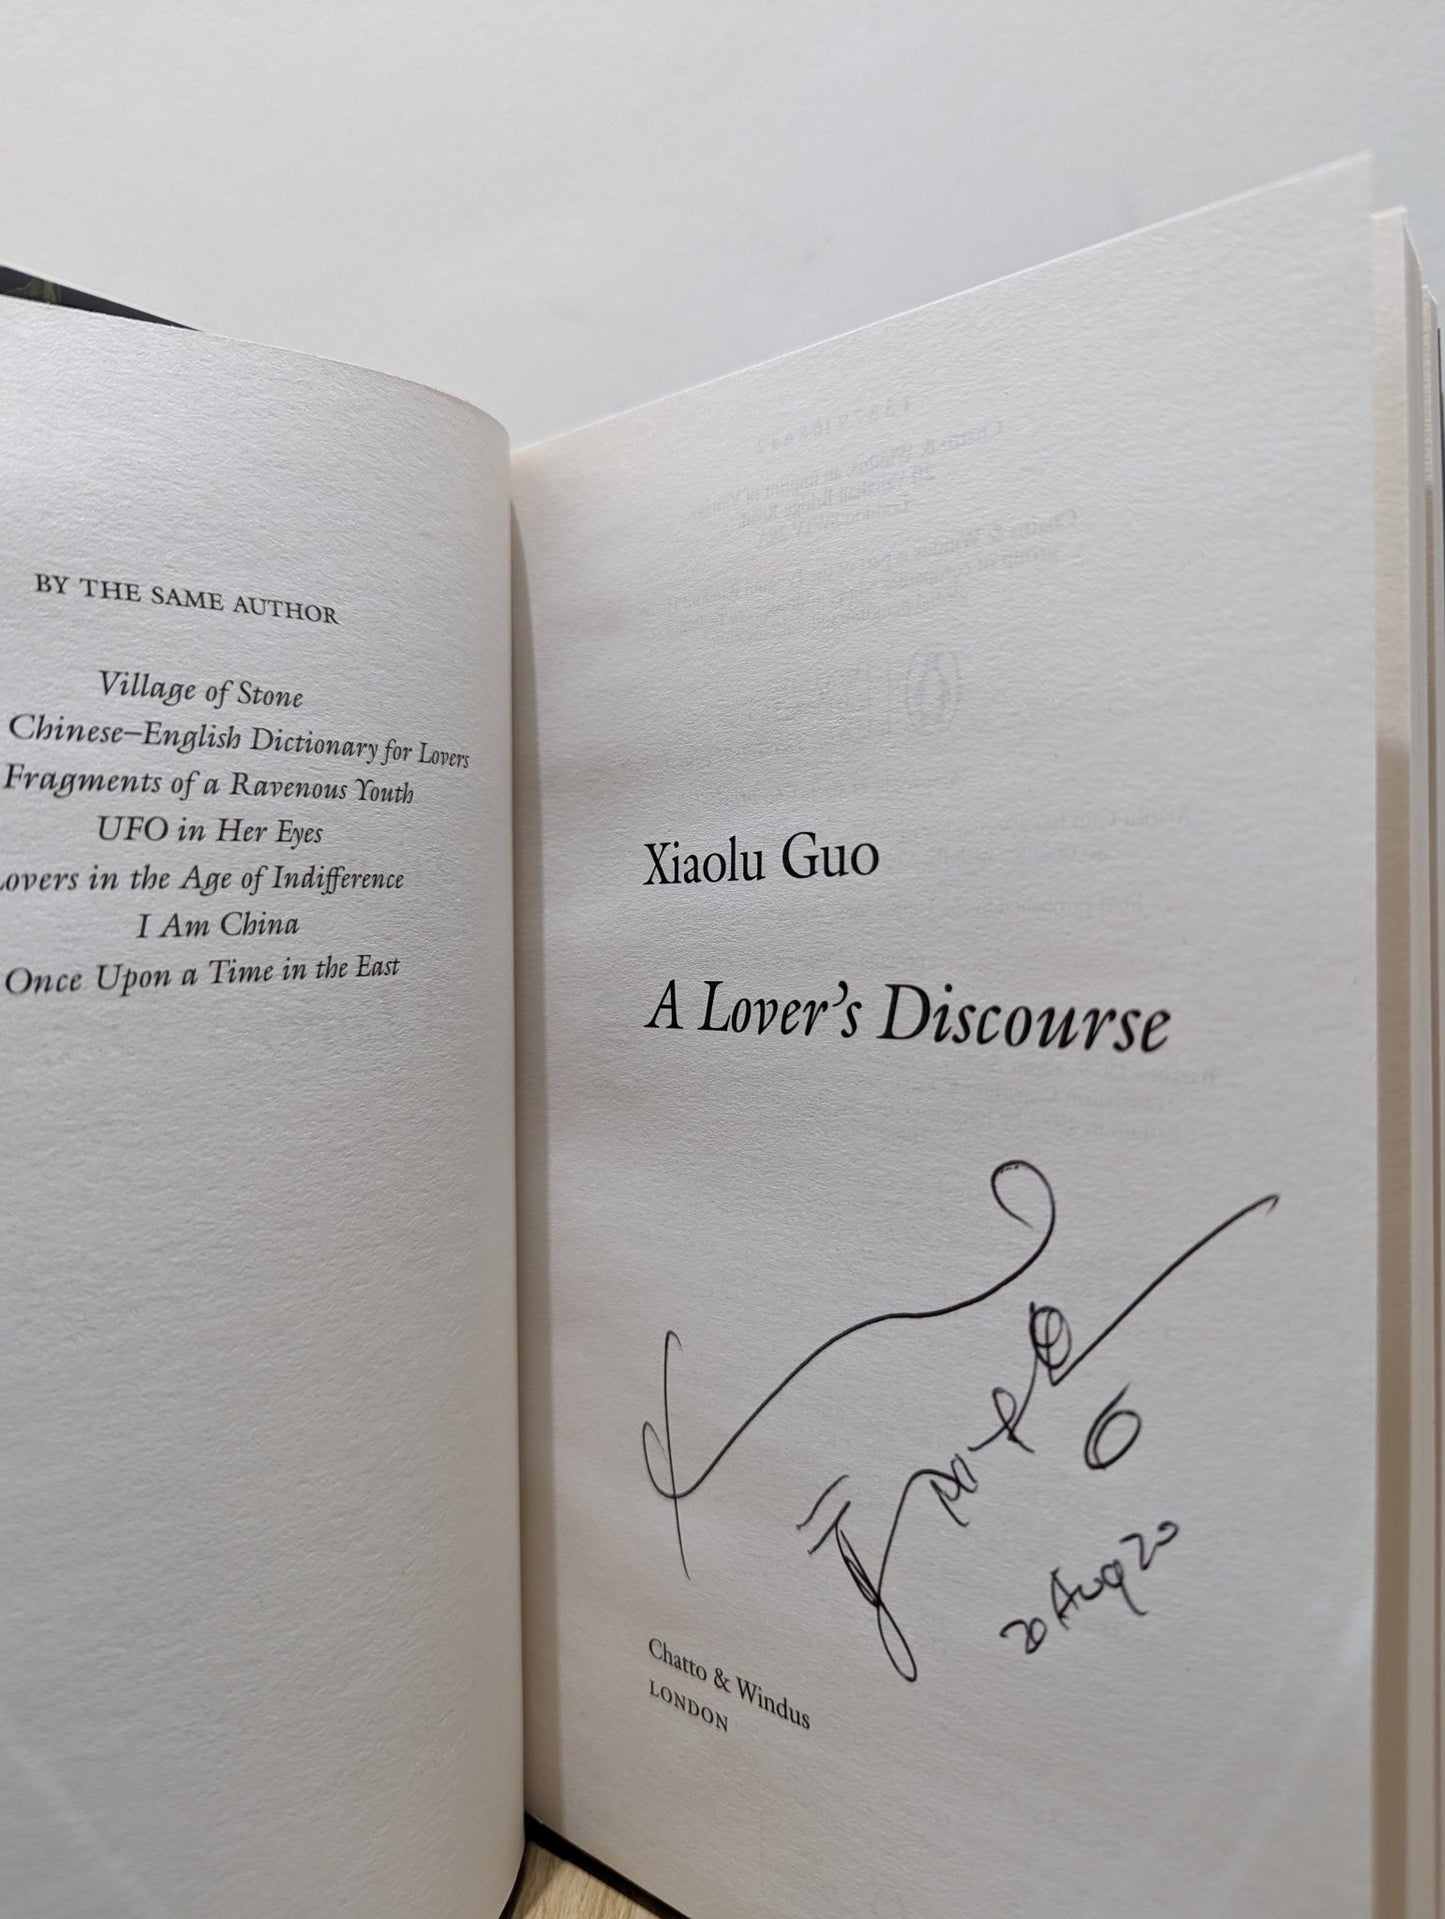 BY THE SAME AUTHOR
Village of Stone
Chinese–English Dictionary for Lovers
Fragments of a Ravenous Youth
UFO in Her Eyes
overs in the Age of Indifference
I Am China
Once Upon a Time in the East
Xiaolu Guo
A Lover's Discourse
20 Aug 20
Chatto & Windus
LONDON